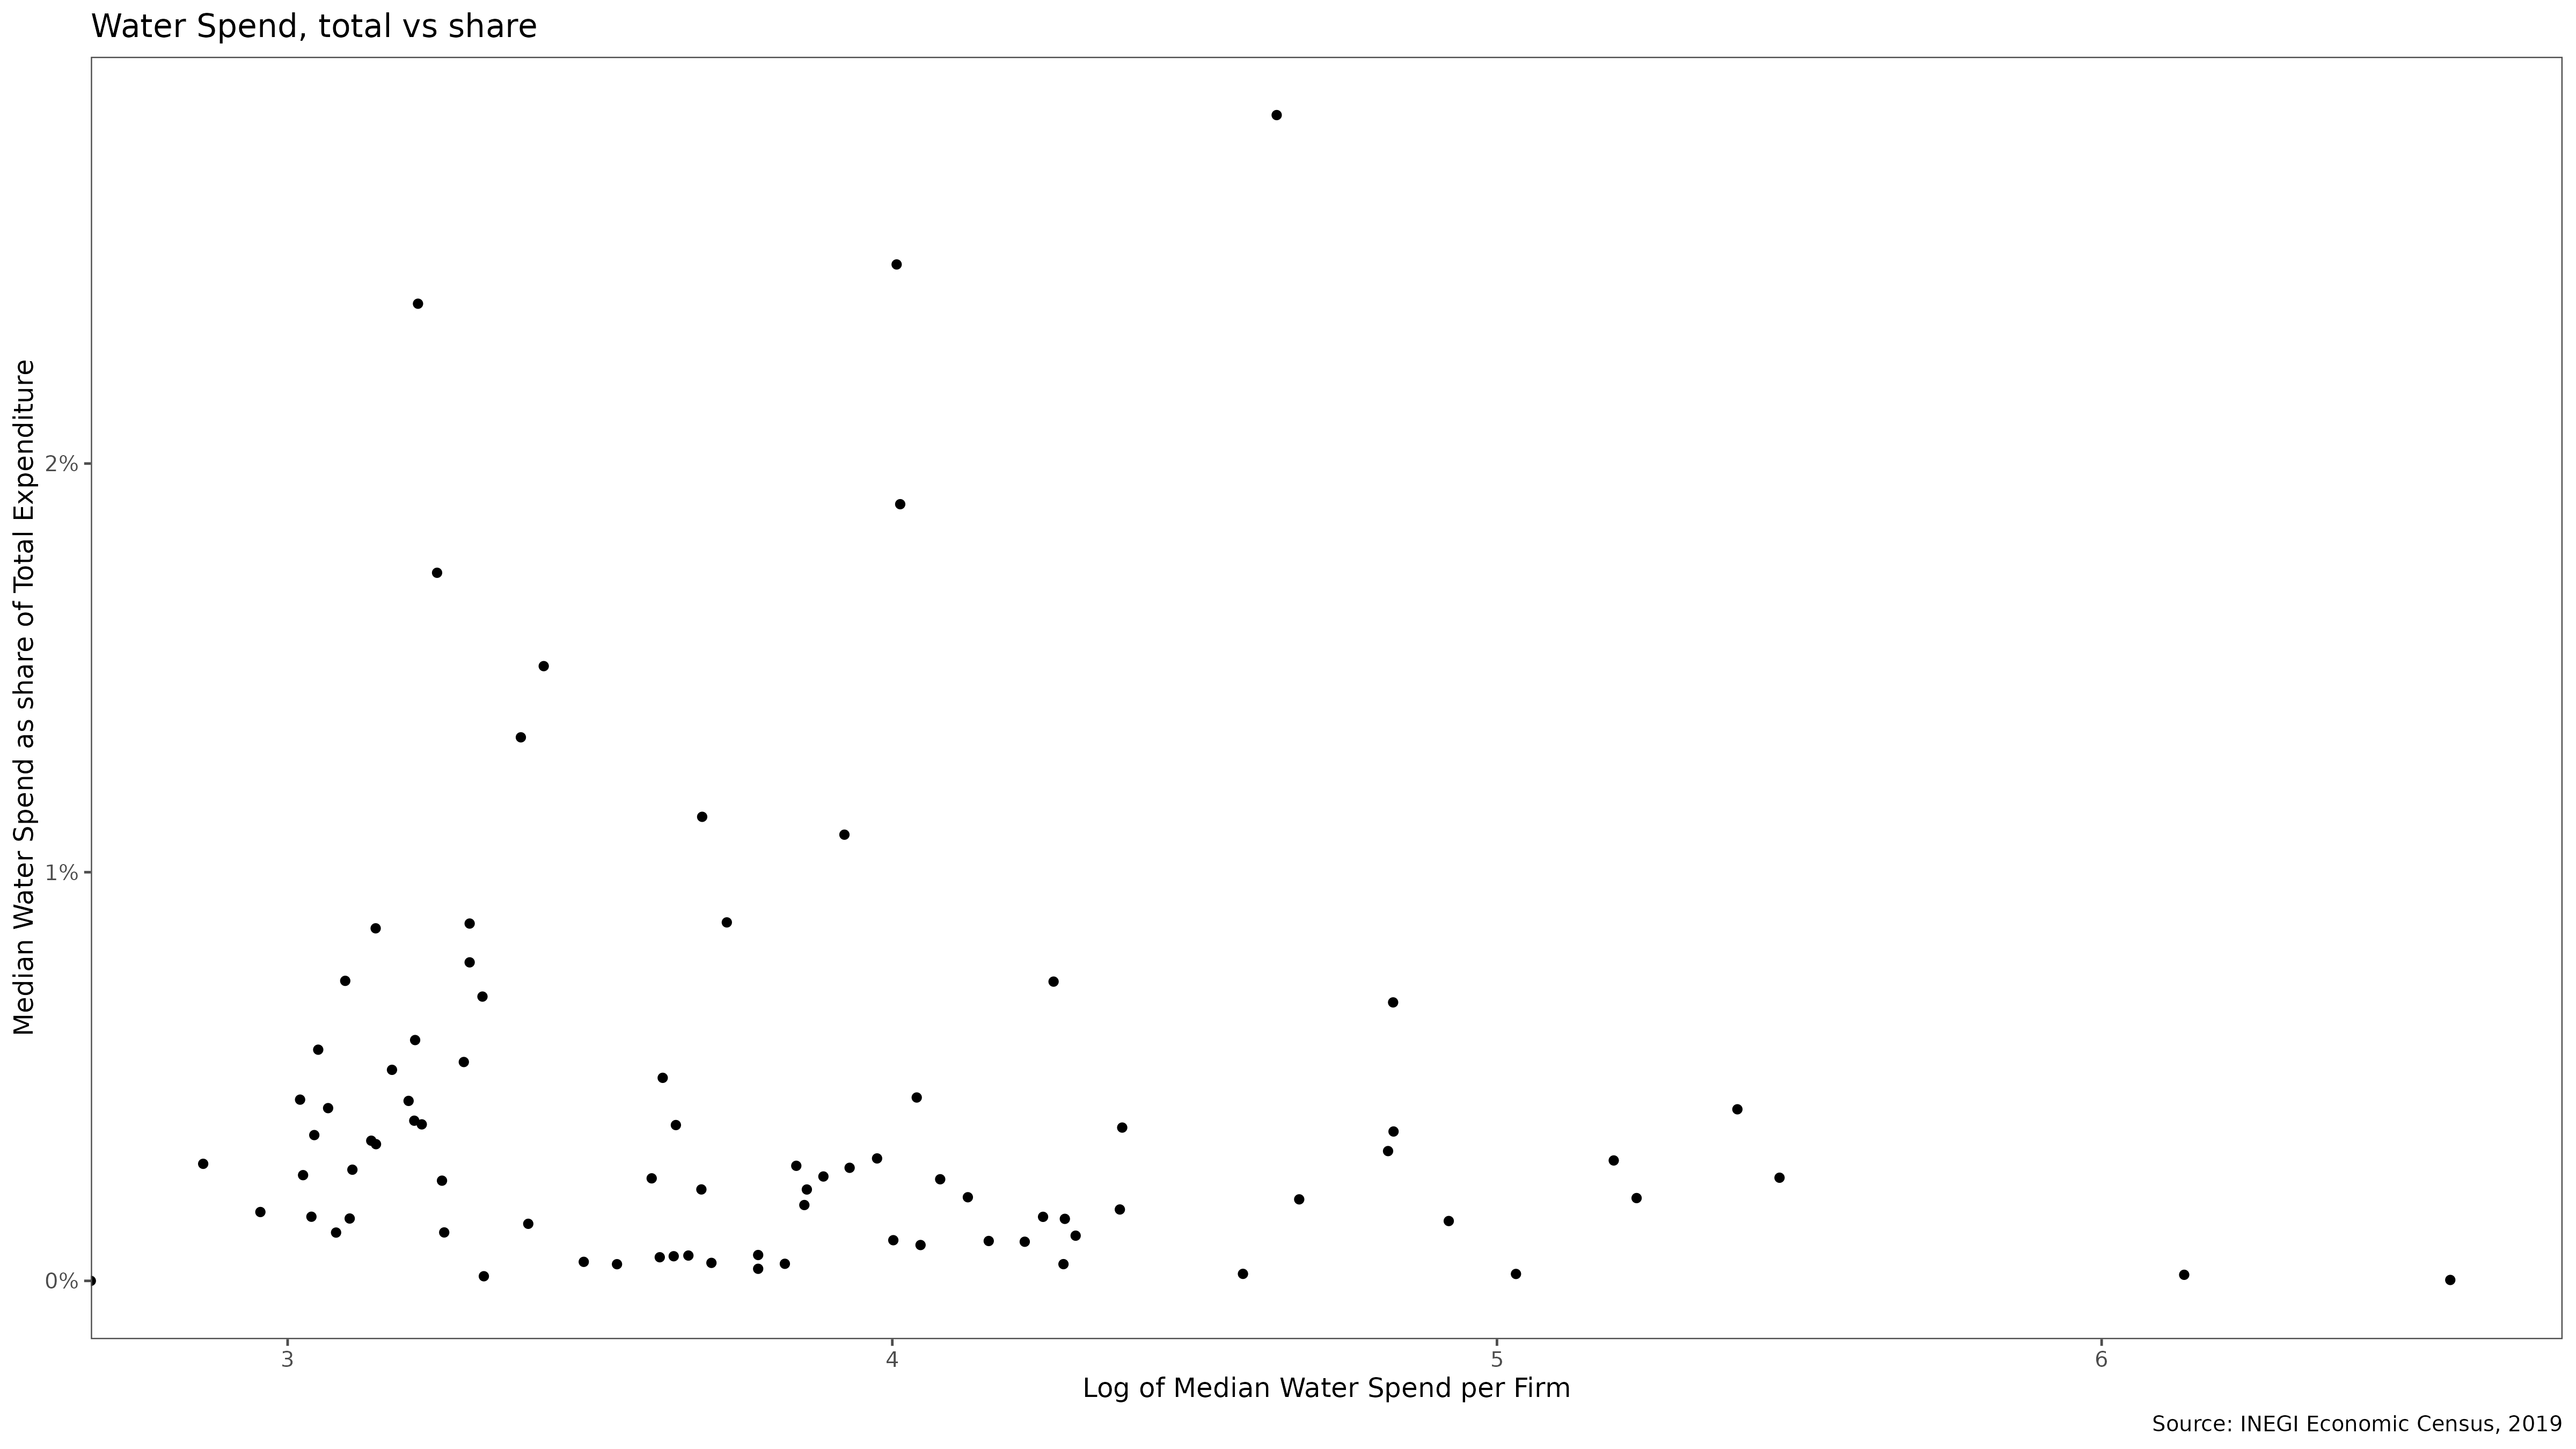 Water Spend, total vs share
Median Water Spend as share of Total Expenditure
2%
1%
0%
3
4
5
6
Log of Median Water Spend per Firm
Source: INEGI Economic Census, 2019